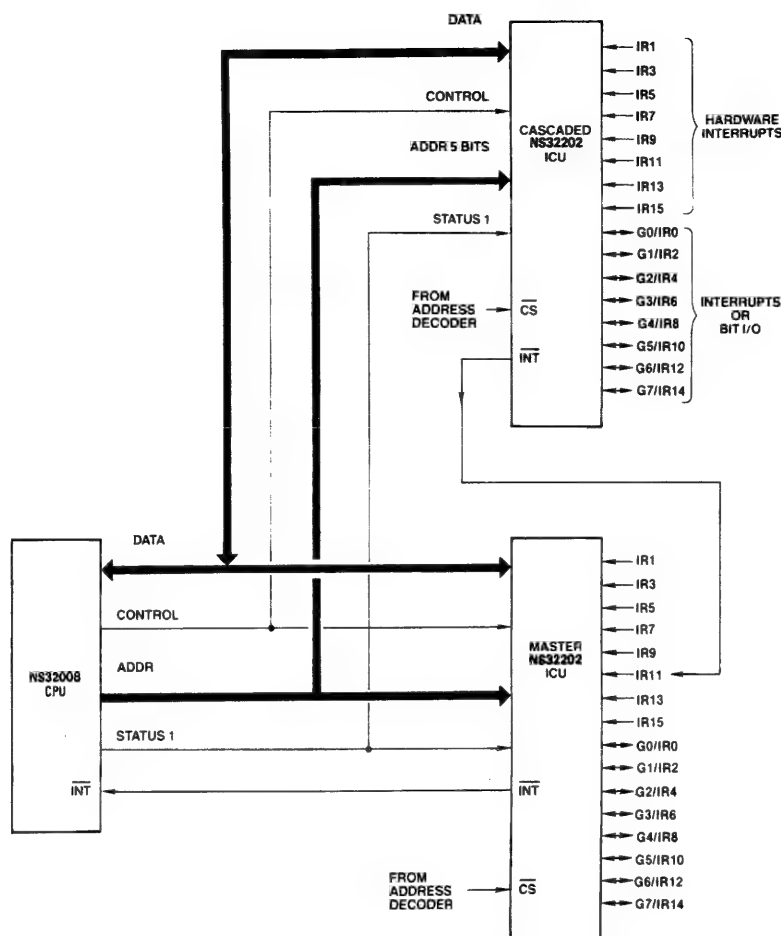 DATA
CONTROL
ADDR 5 BITS
STATUS 1
FROM
ADDRESS
DECODER
CS
INT
CASCADED
NS32202
ICU
IR1
IR3
IR5
IR7
IR9
IR11
IR13
IR15
G0/IR0
G1/IR2
G2/IR4
G3/IR6
G4/IR8
G5/IR10
G6/IR12
G7/IR14
HARDWARE
INTERRUPTS
INTERRUPTS
OR
BIT I/O
NS32008
CPU
INT
DATA
CONTROL
ADDR
STATUS 1
MASTER
NS32202
ICU
INT
FROM
ADDRESS
DECODER
CS
IR1
IR3
IR5
IR7
IR9
IR11
IR13
IR15
G0/IR0
G1/IR2
G2/IR4
G3/IR6
G4/IR8
G5/IR10
G6/IR12
G7/IR14